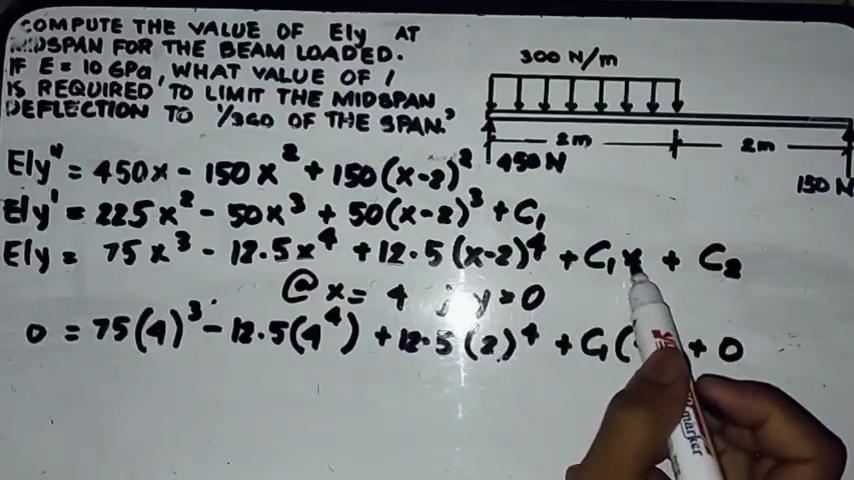 COMPUTE THE VALUE OF EIy AT
MIDSPAN FOR THE BEAM LOADED.
IF E = 10 GPa, WHAT VALUE OF I
IS REQUIRED TO LIMIT THE MIDSPAN
DEFLECTION TO 1/360 OF THE SPAN?
300 N/m
2m
2m
450 N
150 N
EIy" = 450x - 150x² + 150(x-2)²
EIy' = 225x² - 50x³ + 50(x-2)³ + C₁
EIy = 75x³ - 12.5x⁴ + 12.5(x-2)⁴ + C₁x + C₂
@ x = 4 ; y = 0
0 = 75(4)³ - 12.5(4⁴) + 12.5(2)⁴ + C₁( + 0
marker